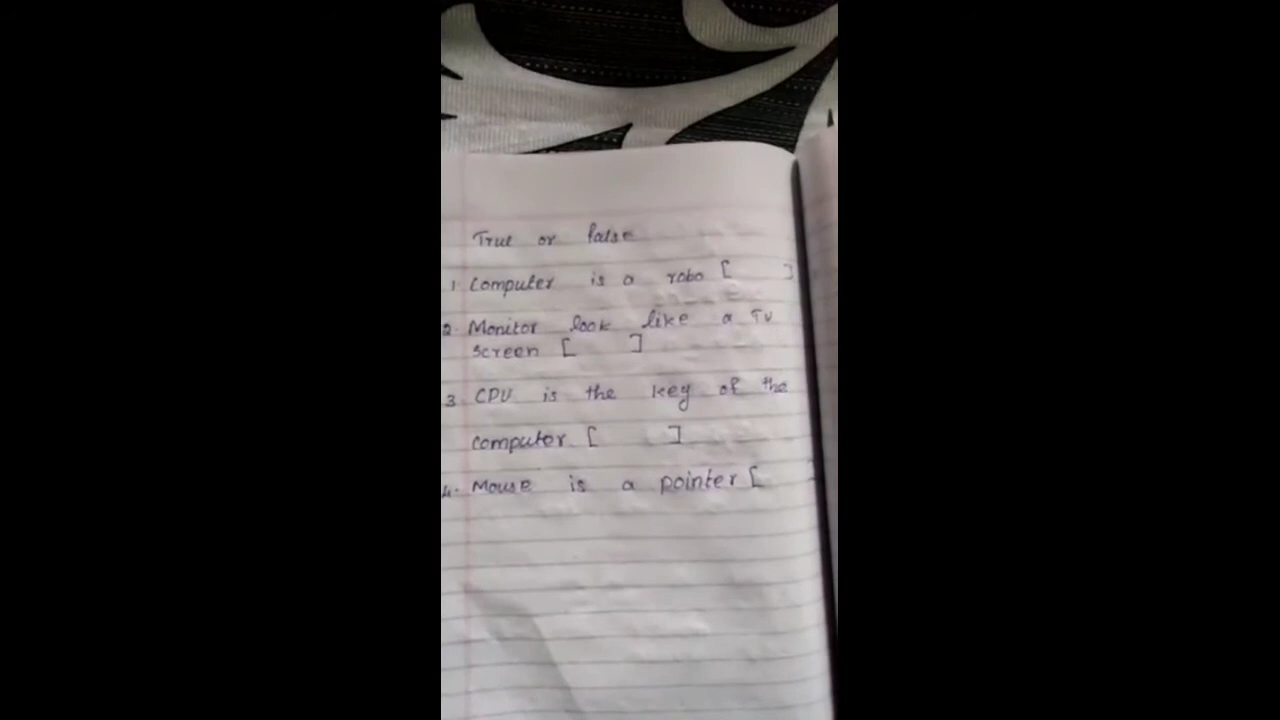 True or false
1. Computer is a robo [ ]
2. Monitor look like a TV
screen [ ]
3. CPU is the key of the
computer [ ]
4. Mouse is a pointer [ ]